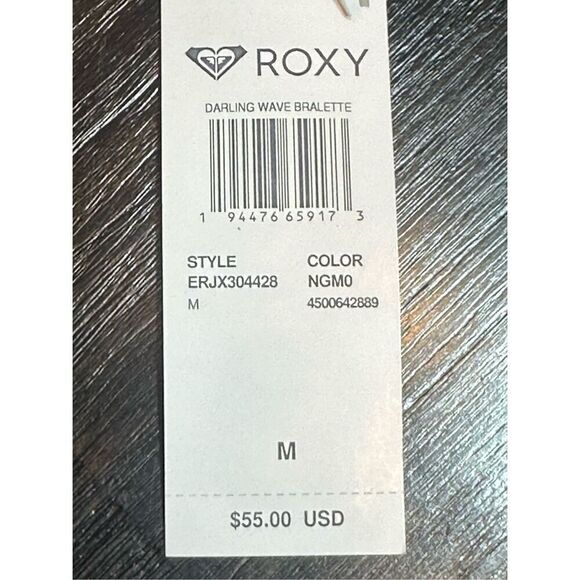 ROXY
DARLING WAVE BRALETTE
1 94476 65917 3
STYLE COLOR
ERJX304428 NGM0
M 4500642889
M
$55.00 USD